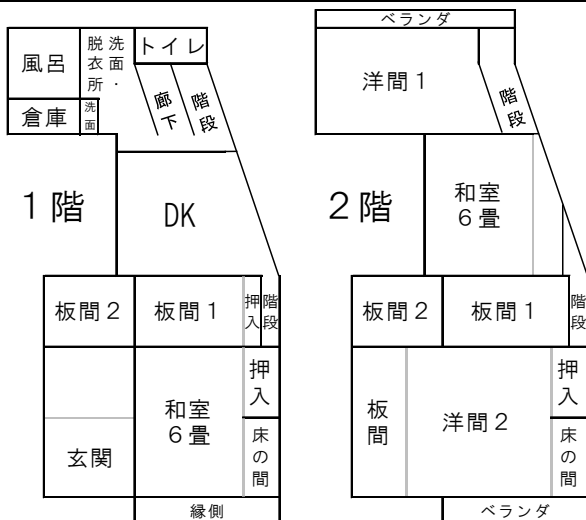 風呂
洗面・
脱衣所
トイレ
倉庫
洗面
廊下
階段
1階
DK
板間2
板間1
押入
階段
和室
6畳
押入
床の間
玄関
縁側
ベランダ
洋間1
階段
2階
和室
6畳
板間2
板間1
階段
板間
洋間2
押入
床の間
ベランダ